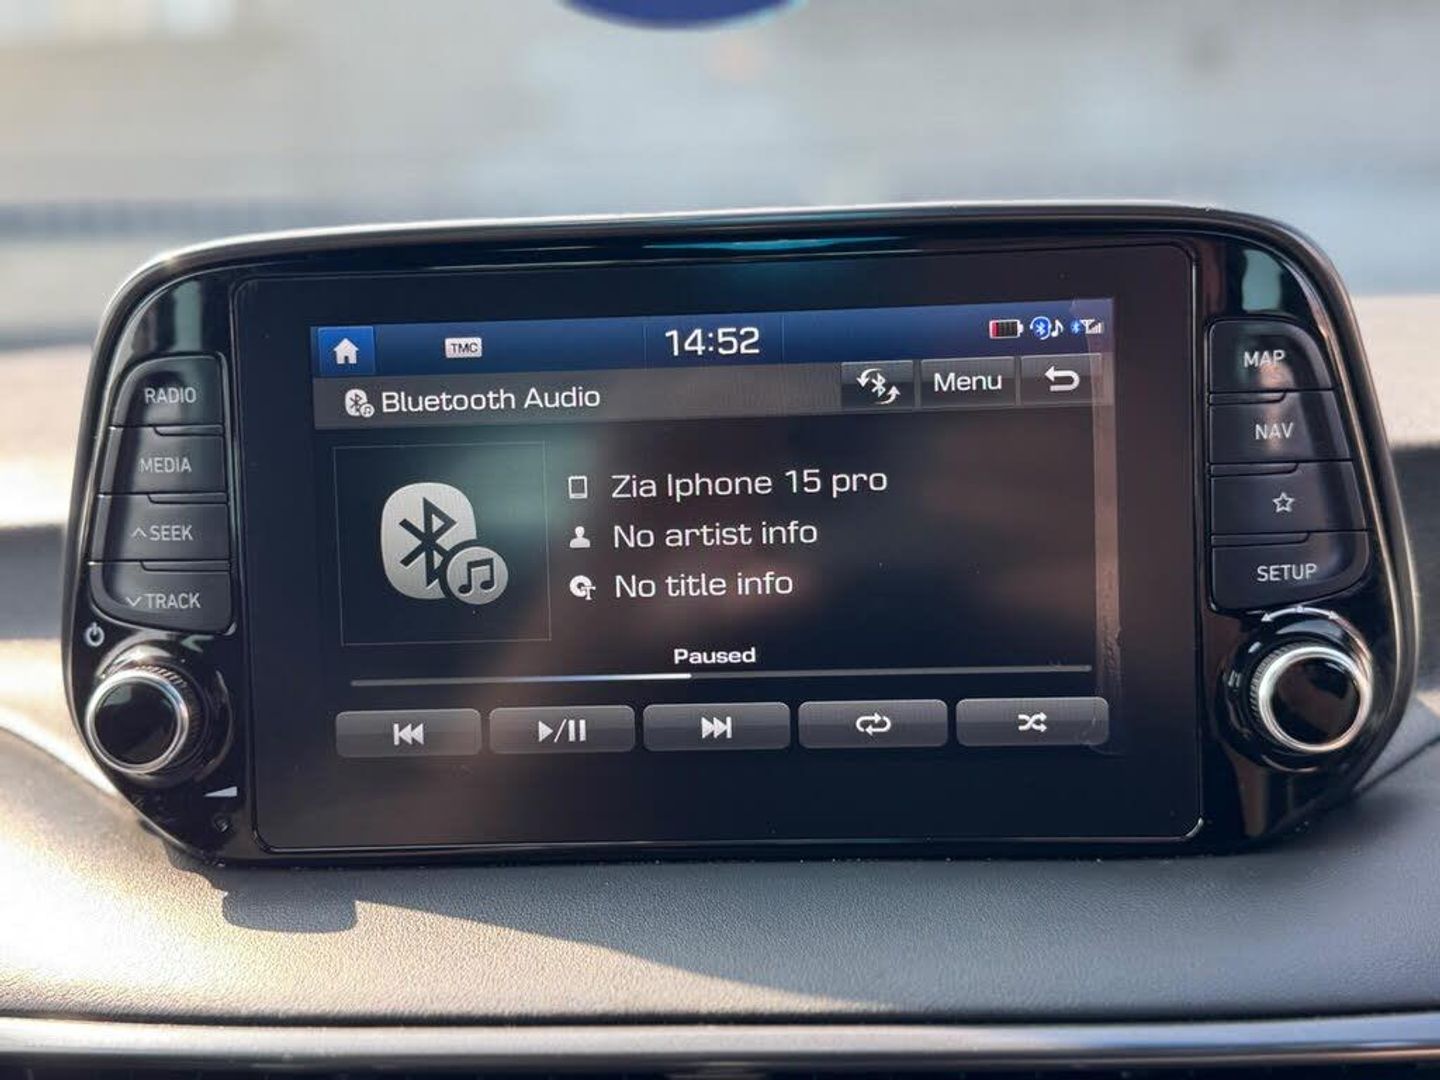 TMC
14:52
Bluetooth Audio
Menu
Zia Iphone 15 pro
No artist info
No title info
Paused
RADIO
MEDIA
SEEK
TRACK
MAP
NAV
SETUP